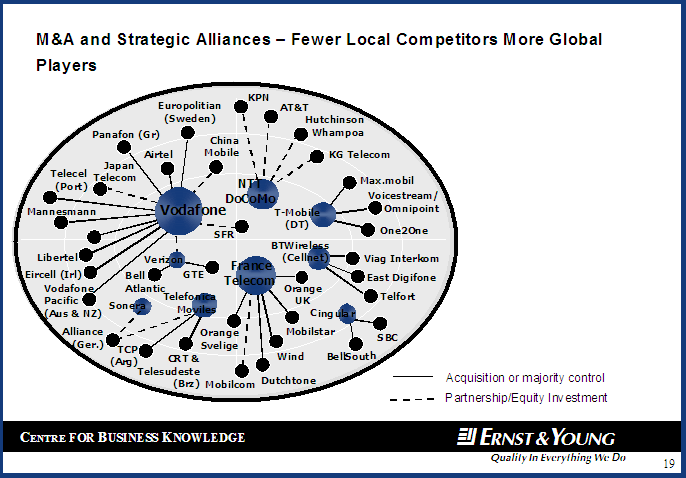 M&A and Strategic Alliances – Fewer Local Competitors More Global
Players
KPN
Europolitian
(Sweden)
AT&T
Hutchinson
Whampoa
Panafon (Gr)
China
Mobile
Airtel
KG Telecom
Japan
Telecom
Telecel
(Port)
NTT
DoCoMo
Max.mobil
Voicestream/
Omnipoint
Mannesmann
Vodafone
T-Mobile
(DT)
One2One
SFR
BTWireless
(Cellnet)
Libertel
Verizon
Viag Interkom
Eircell (Irl)
GTE
France
Telecom
East Digifone
Bell
Atlantic
Vodafone
Pacific
(Aus & NZ)
Orange
UK
Telfort
Sonera
Telefonica
Moviles
Cingular
Alliance
(Ger.)
Orange
Svelige
Mobilstar
SBC
TCP
(Arg)
CRT &
Telesudeste
(Brz)
Wind
BellSouth
Mobilcom
Dutchtone
Acquisition or majority control
Partnership/Equity Investment
CENTRE FOR BUSINESS KNOWLEDGE
ERNST & YOUNG
Quality In Everything We Do
19